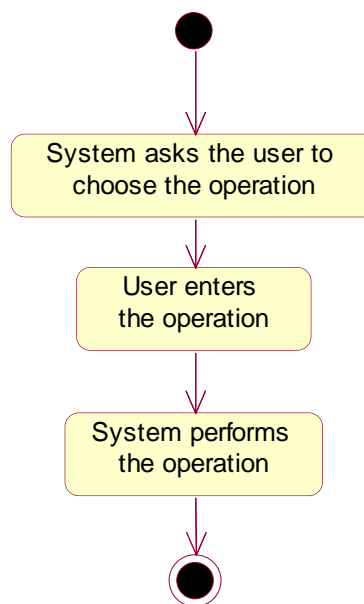 System asks the user to
choose the operation
User enters
the operation
System performs
the operation